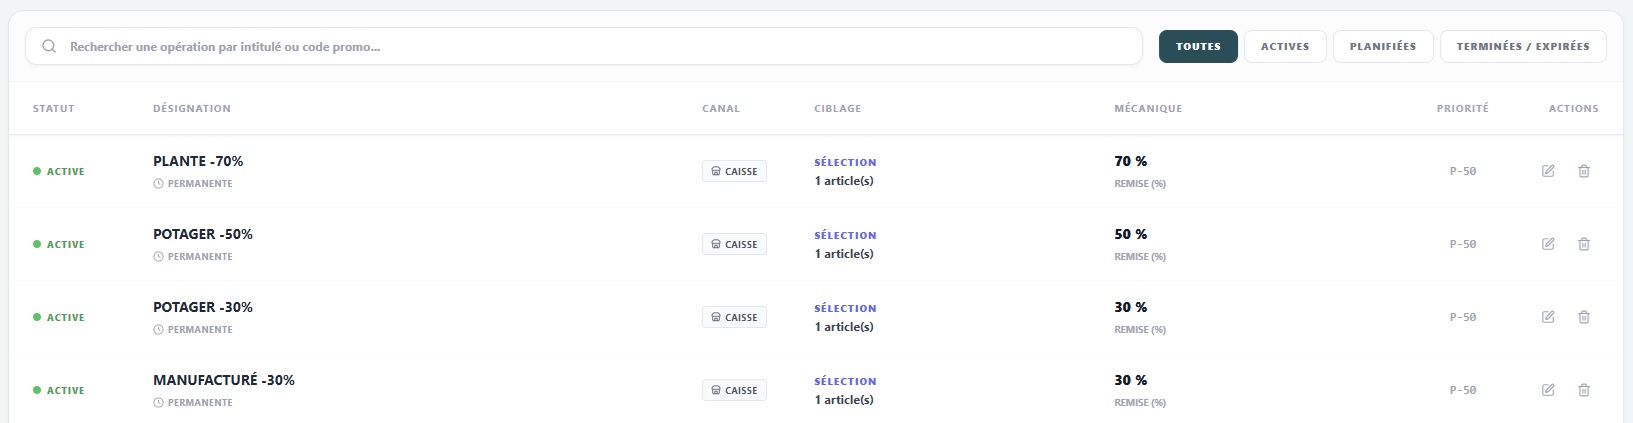 Rechercher une opération par intitulé ou code promo...
TOUTES
ACTIVES
PLANIFIÉES
TERMINÉES / EXPIRÉES
STATUT DÉSIGNATION CANAL CIBLAGE MÉCANIQUE PRIORITÉ ACTIONS
ACTIVE
PLANTE -70%
PERMANENTE
CAISSE
SÉLECTION
1 article(s)
70 %
REMISE (%)
P-50
ACTIVE
POTAGER -50%
PERMANENTE
CAISSE
SÉLECTION
1 article(s)
50 %
REMISE (%)
P-50
ACTIVE
POTAGER -30%
PERMANENTE
CAISSE
SÉLECTION
1 article(s)
30 %
REMISE (%)
P-50
ACTIVE
MANUFACTURÉ -30%
PERMANENTE
CAISSE
SÉLECTION
1 article(s)
30 %
REMISE (%)
P-50